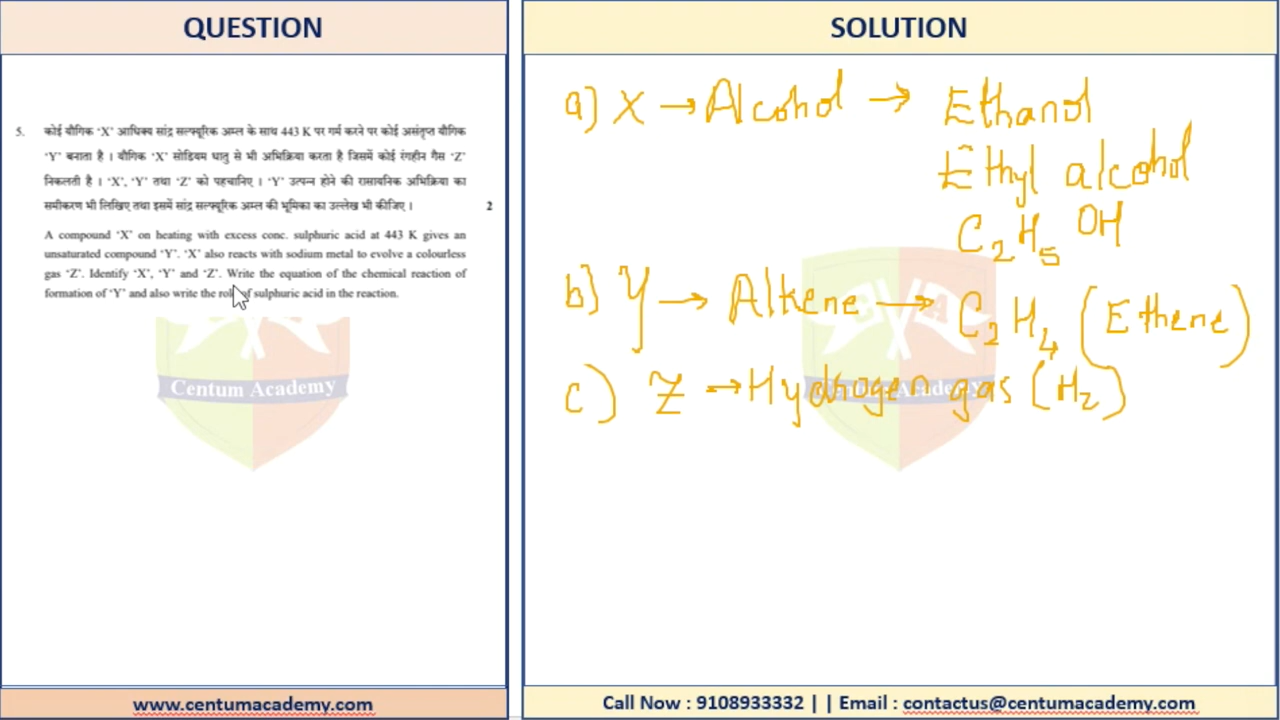 QUESTION
5. कोई यौगिक 'X' आधिक्य सांद्र सल्फ्यूरिक अम्ल के साथ 443 K पर गर्म करने पर कोई असंतृप्त यौगिक
'Y' बनाता है । यौगिक 'X' सोडियम धातु से भी अभिक्रिया करता है जिसमें कोई रंगहीन गैस 'Z'
निकलती है । 'X', 'Y' तथा 'Z' को पहचानिए । 'Y' उत्पन्न होने की रासायनिक अभिक्रिया का
समीकरण भी लिखिए तथा इसमें सांद्र सल्फ्यूरिक अम्ल की भूमिका का उल्लेख भी कीजिए । 2
A compound 'X' on heating with excess conc. sulphuric acid at 443 K gives an
unsaturated compound 'Y'. 'X' also reacts with sodium metal to evolve a colourless
gas 'Z'. Identify 'X', 'Y' and 'Z'. Write the equation of the chemical reaction of
formation of 'Y' and also write the role of sulphuric acid in the reaction.
Centum Academy
www.centumacademy.com
SOLUTION
a) X → Alcohol → Ethanol
Ethyl alcohol
C2H5 OH
b) Y → Alkene → C2H4 (Ethene)
c) Z → Hydrogen gas (H2)
Call Now : 9108933332 | | Email : contactus@centumacademy.com